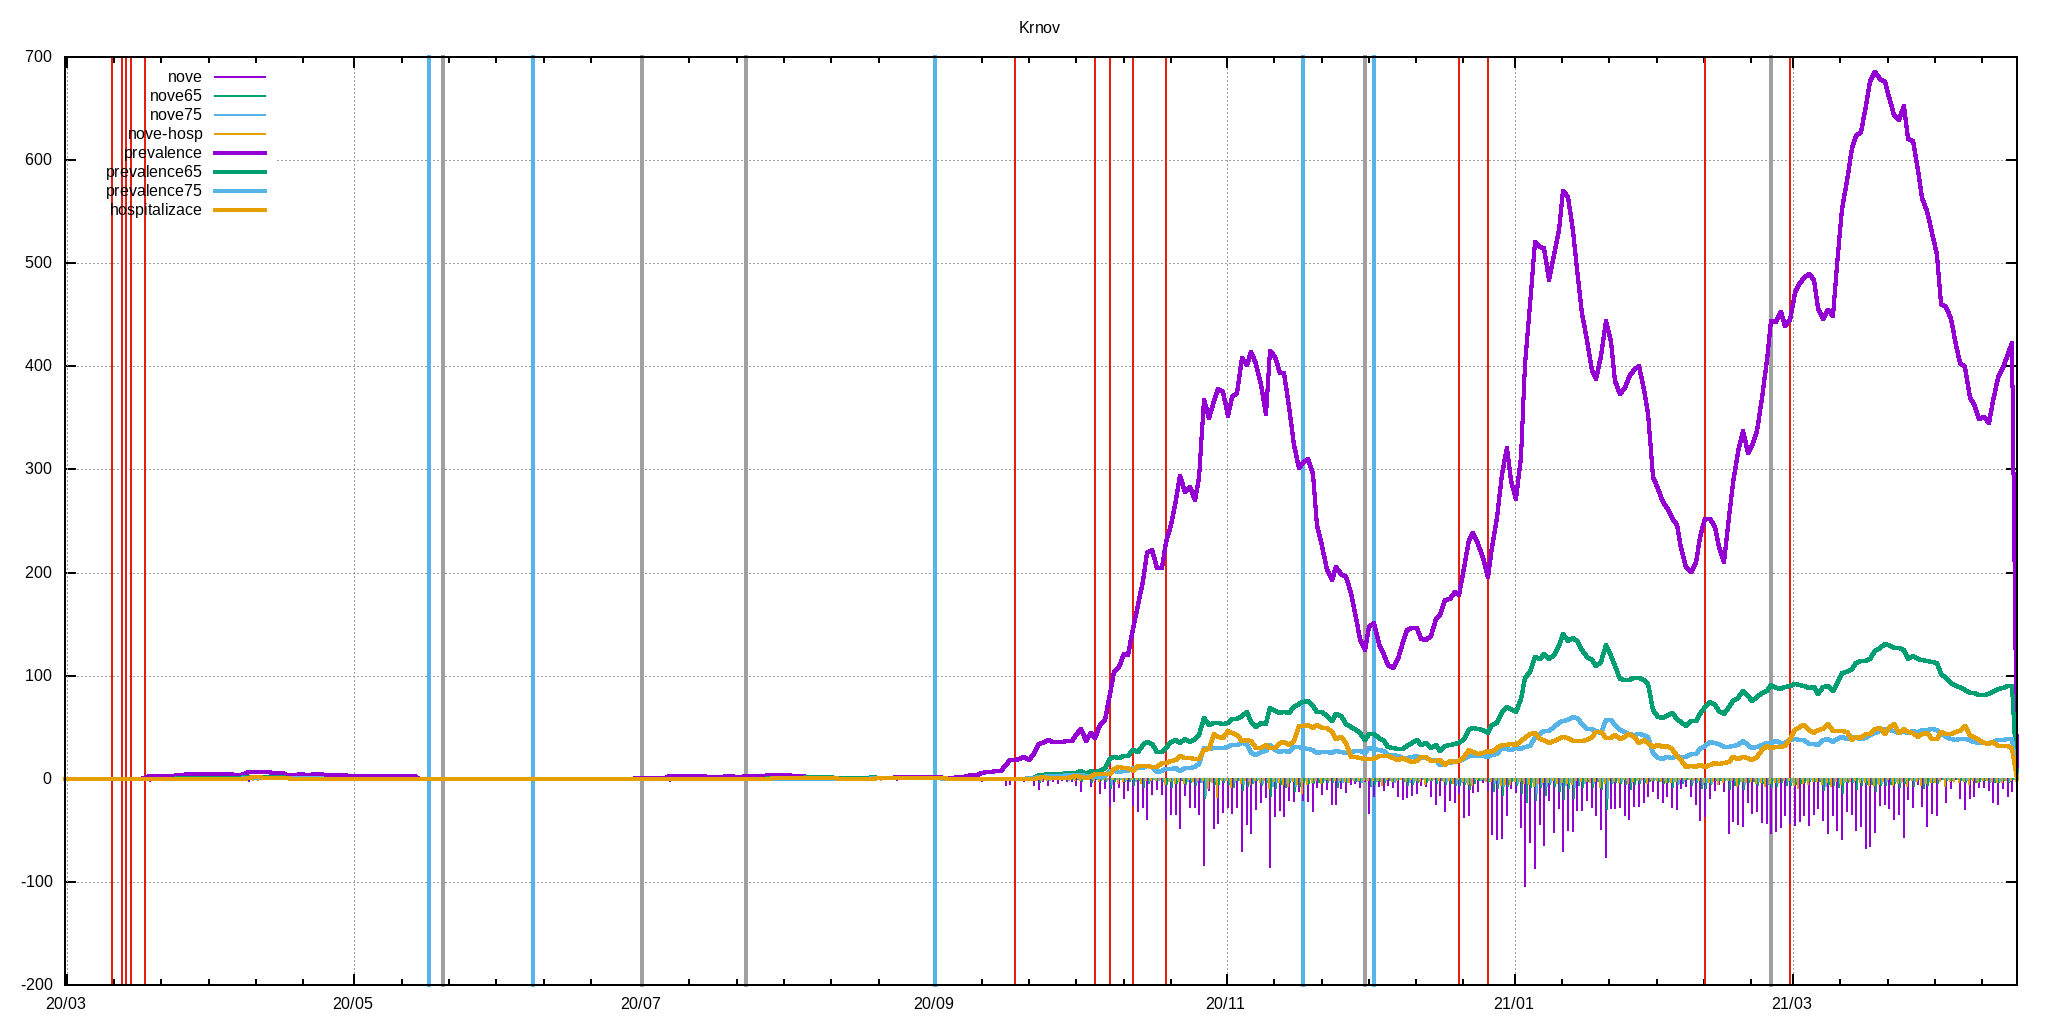 Krnov
700
600
500
400
300
200
100
0
-100
-200
nove
nove65
nove75
nove-hosp
prevalence
prevalence65
prevalence75
hospitalizace
20/03
20/05
20/07
20/09
20/11
21/01
21/03